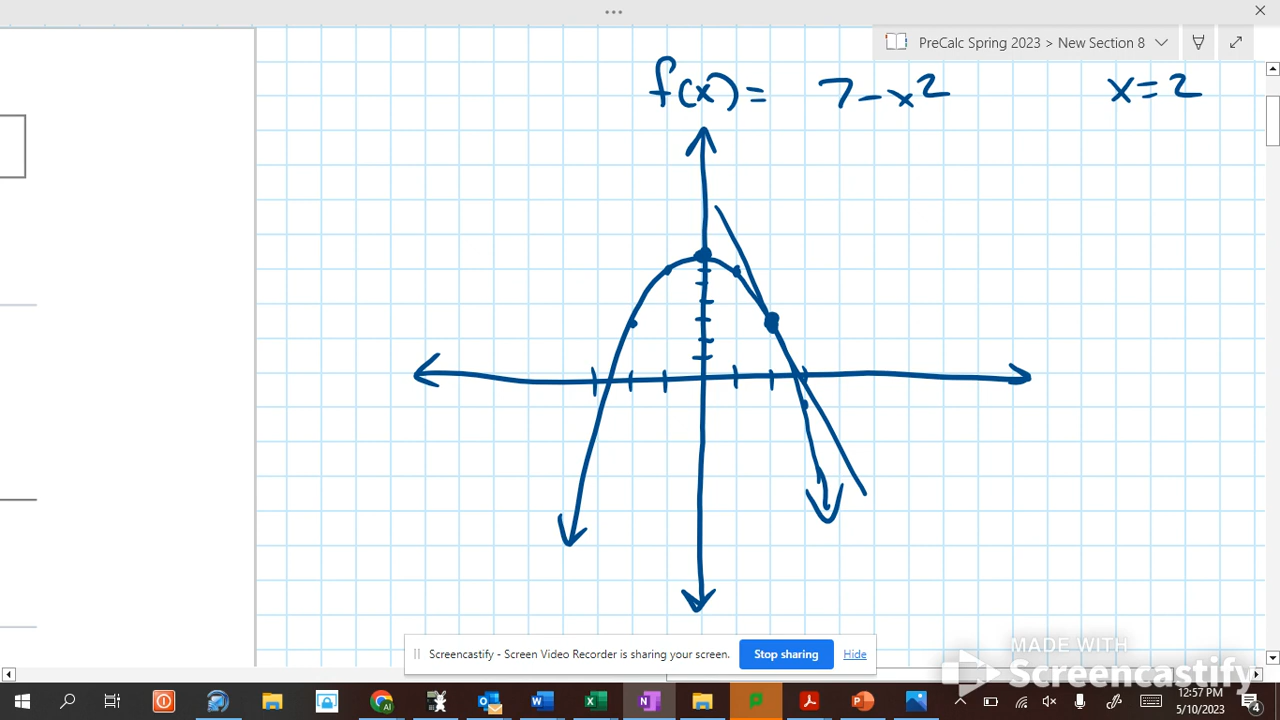 PreCalc Spring 2023 > New Section 8
f(x) = 7 - x² x = 2
Screencastify - Screen Video Recorder is sharing your screen. Stop sharing Hide
MADE WITH
Screencastify
12:57 PM
5/10/2023
4